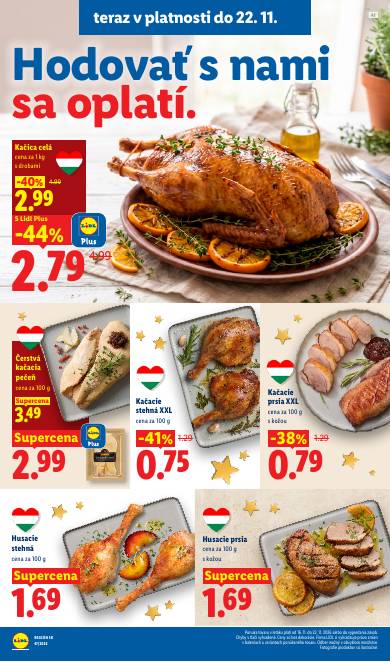 teraz v platnosti do 22. 11.
Hodovať s nami
sa oplatí.
Kačica celá
cena za 1 kg
s drobami
-40% 4.99
2.99
S Lidl Plus
-44%
Lidl
Plus
2.79 4.99
Čerstvá
kačacia
pečeň
cena za 100 g
Supercena
3.49
Supercena
Lidl
Plus
2.99
Kačacie
stehná XXL
cena za 100 g
-41% 1.29
0.75
Kačacie
prsia XXL
cena za 100 g
s kožou
-38% 1.29
0.79
Husacie
stehná
cena za 100 g
Supercena
1.69
Husacie prsia
cena za 100 g
s kožou
Supercena
1.69
Lidl